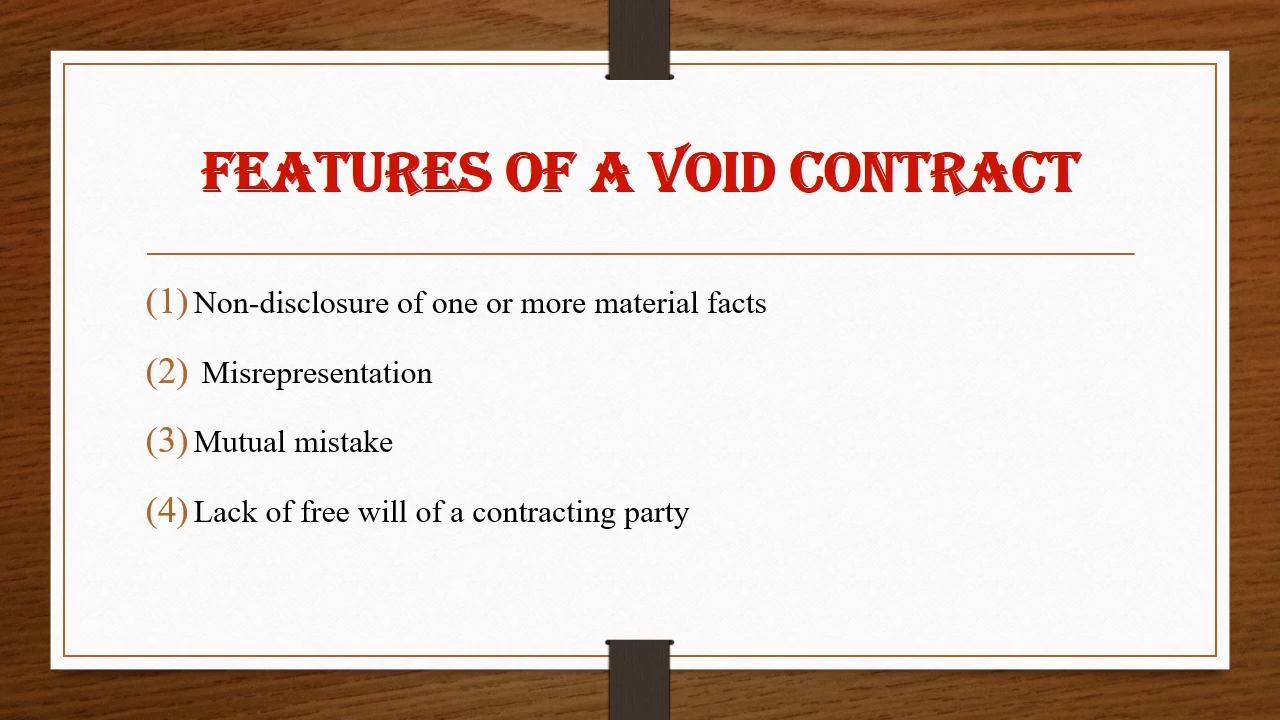 FEATURES OF A VOID CONTRACT
(1) Non-disclosure of one or more material facts
(2) Misrepresentation
(3) Mutual mistake
(4) Lack of free will of a contracting party